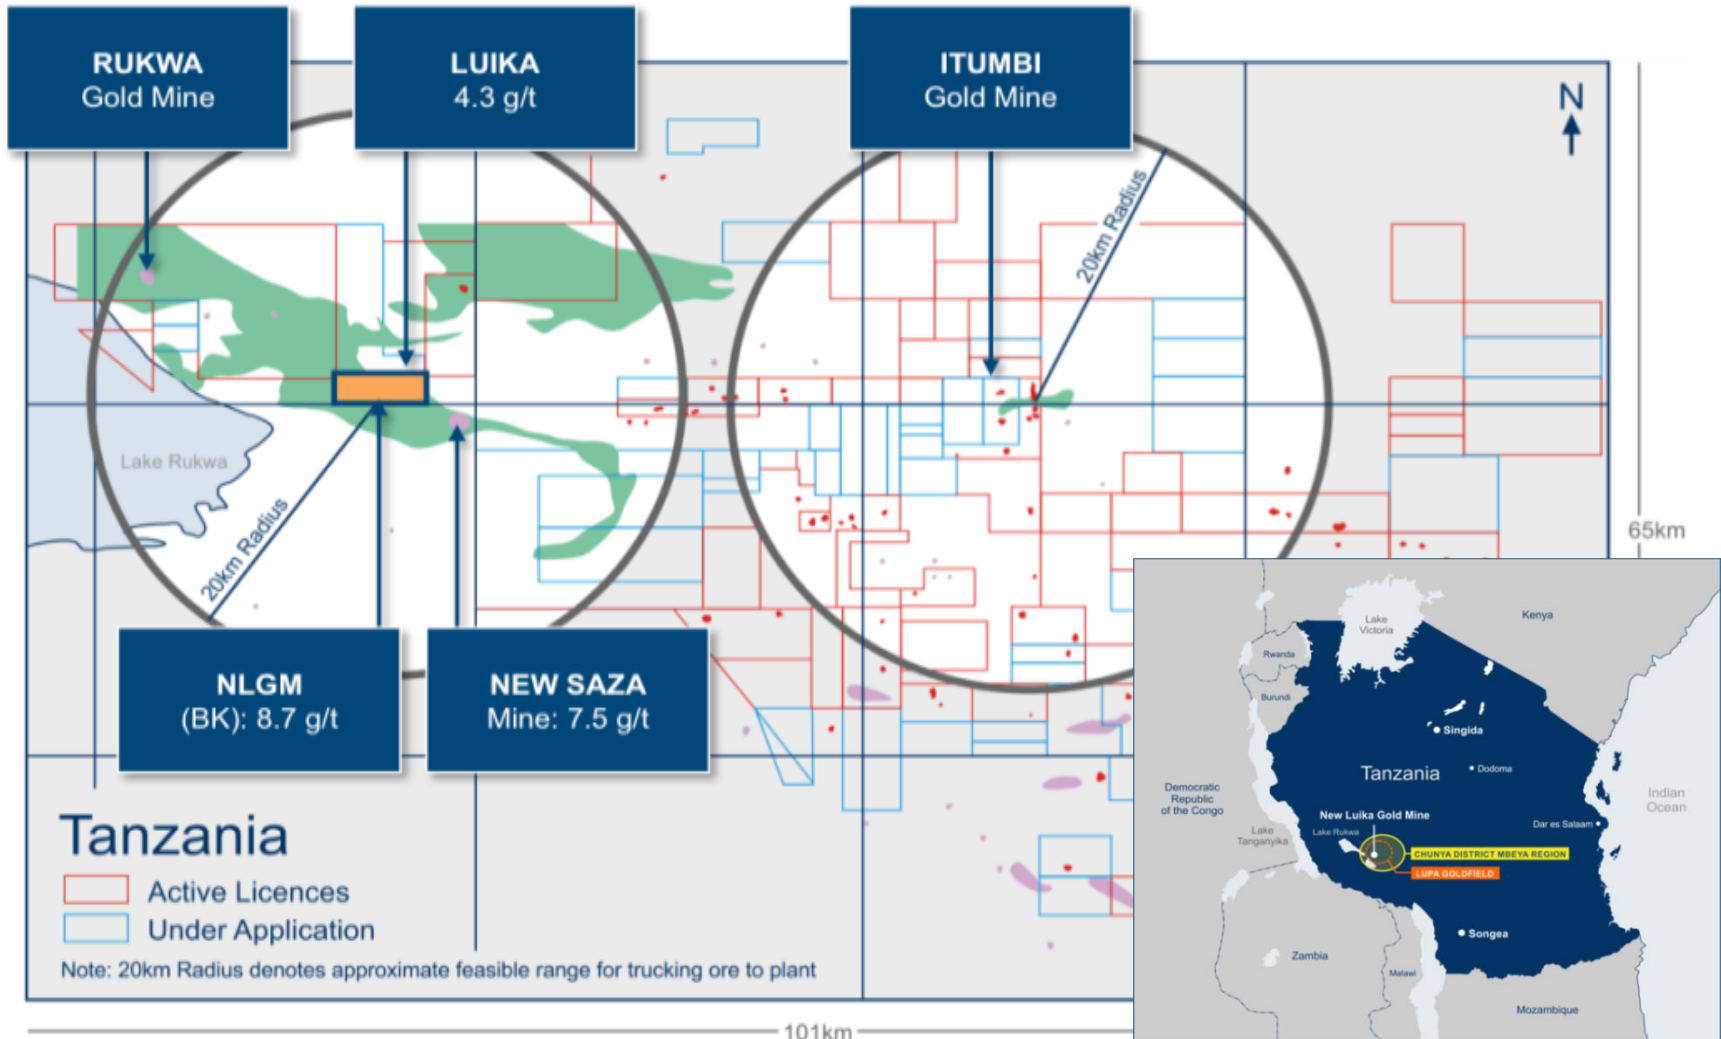 RUKWA
Gold Mine
LUIKA
4.3 g/t
ITUMBI
Gold Mine
N
20km Radius
Lake Rukwa
20km Radius
65km
NLGM
(BK): 8.7 g/t
NEW SAZA
Mine: 7.5 g/t
Tanzania
Active Licences
Under Application
Note: 20km Radius denotes approximate feasible range for trucking ore to plant
101km
Lake
Victoria
Kenya
Rwanda
Burundi
Singida
Tanzania
Dodoma
Democratic
Republic
of the Congo
Indian
Ocean
New Luika Gold Mine
Dar es Salaam
Lake Rukwa
Lake
Tanganyika
CHUNYA DISTRICT MBEYA REGION
LUPA GOLDFIELD
Songea
Zambia
Malawi
Mozambique